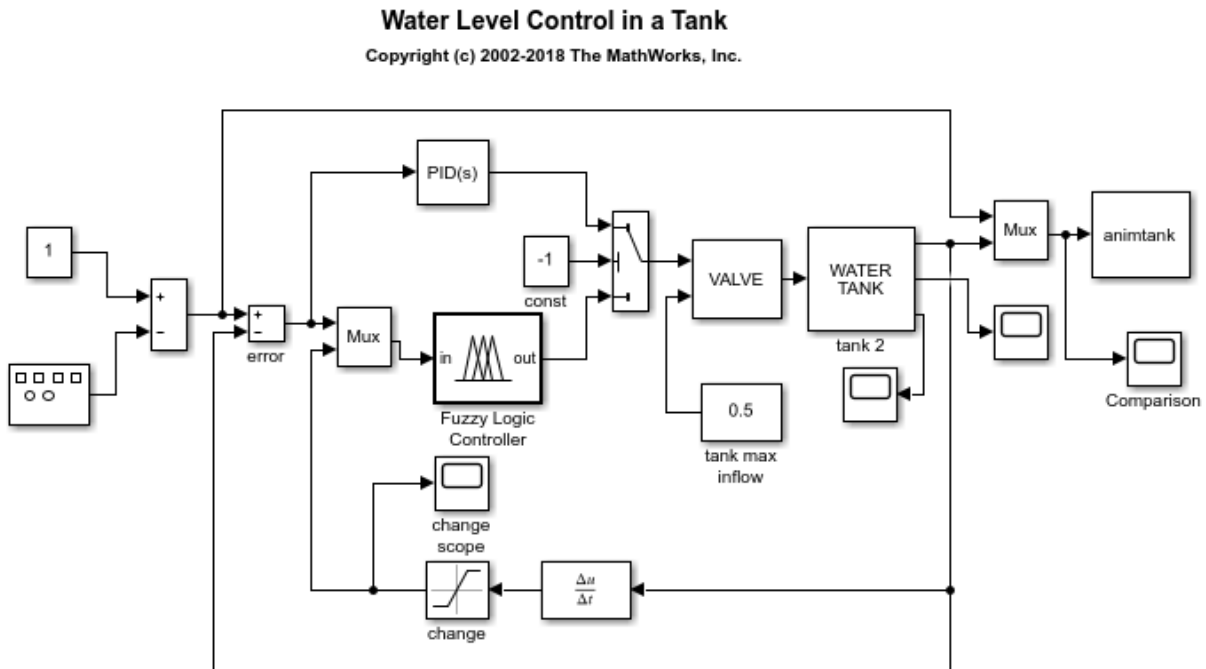 Water Level Control in a Tank
Copyright (c) 2002-2018 The MathWorks, Inc.
PID(s)
1
+
−
+
−
error
Mux
in
out
Fuzzy Logic
Controller
-1
const
VALVE
WATER
TANK
tank 2
Mux
animtank
Comparison
0.5
tank max
inflow
change
scope
change
Δu
Δt